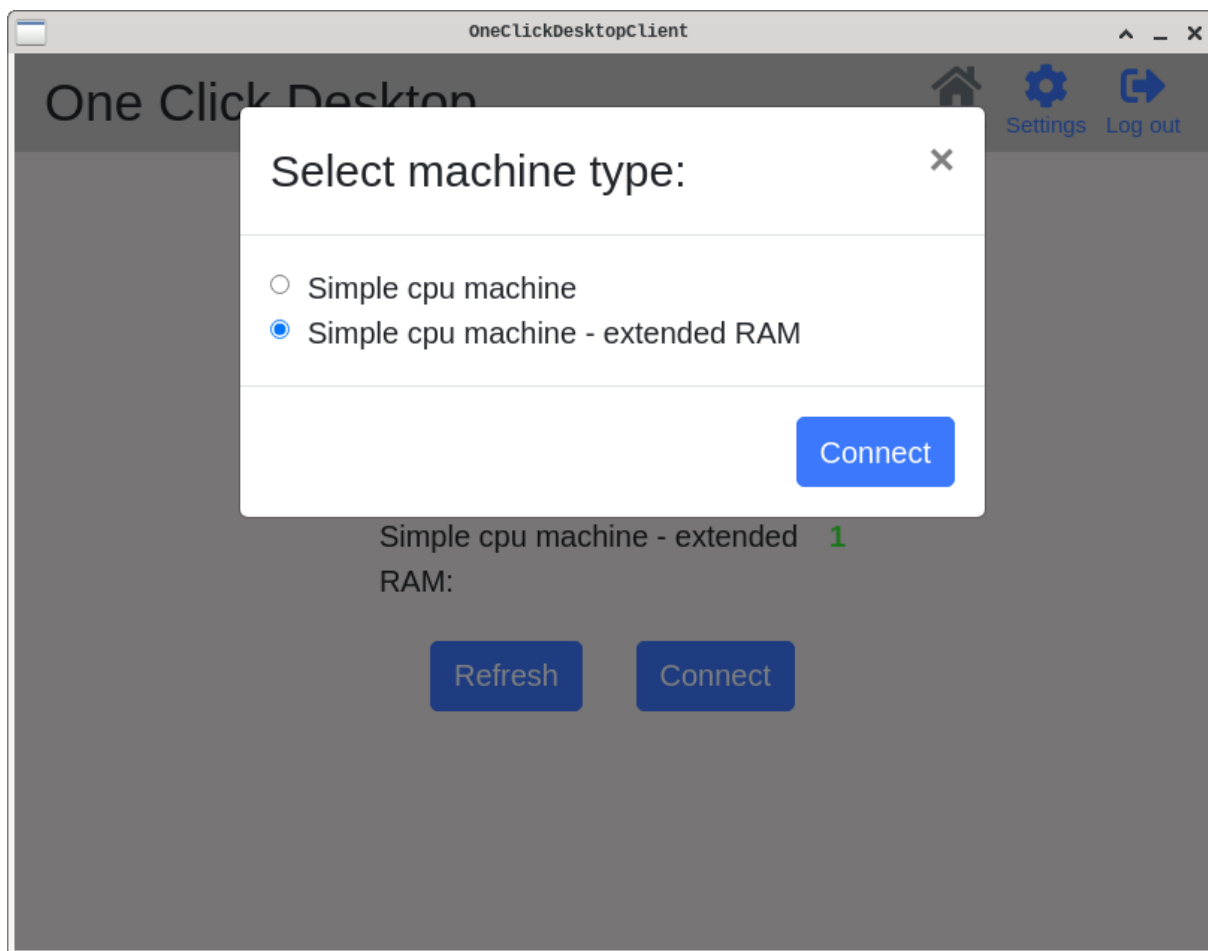 OneClickDesktopClient
One Click Desktop
Settings
Log out
Select machine type:
×
Simple cpu machine
Simple cpu machine - extended RAM
Connect
Simple cpu machine - extended 1
RAM:
Refresh
Connect